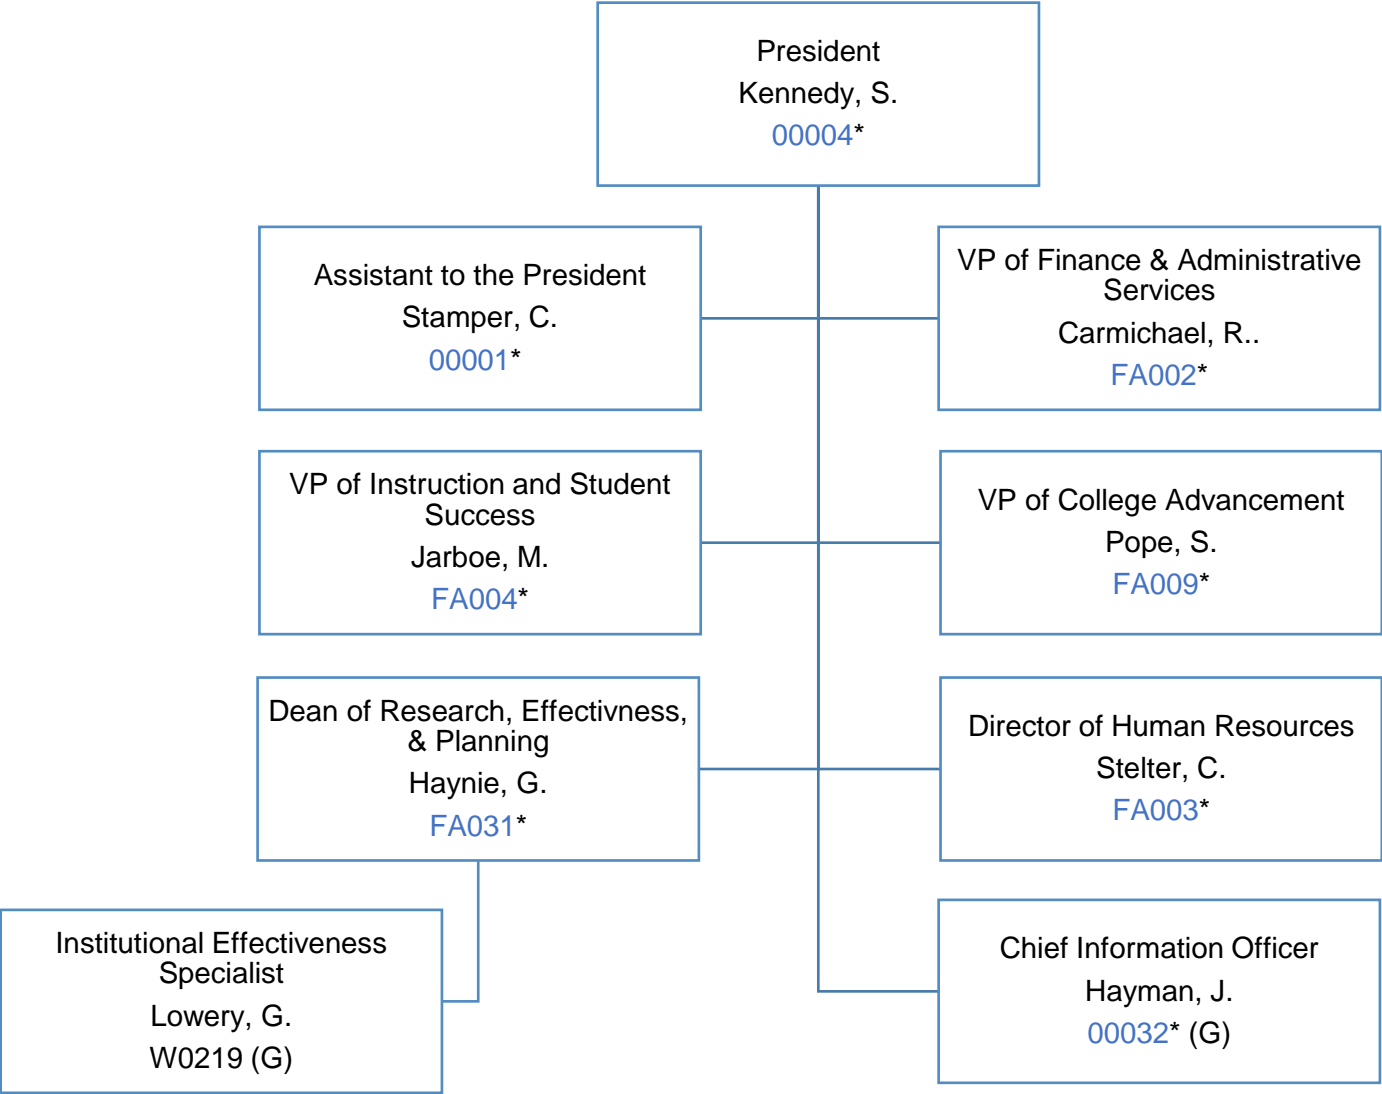 President
Kennedy, S.
00004*
Assistant to the President
Stamper, C.
00001*
VP of Finance & Administrative
Services
Carmichael, R..
FA002*
VP of Instruction and Student
Success
Jarboe, M.
FA004*
VP of College Advancement
Pope, S.
FA009*
Dean of Research, Effectivness,
& Planning
Haynie, G.
FA031*
Director of Human Resources
Stelter, C.
FA003*
Institutional Effectiveness
Specialist
Lowery, G.
W0219 (G)
Chief Information Officer
Hayman, J.
00032* (G)